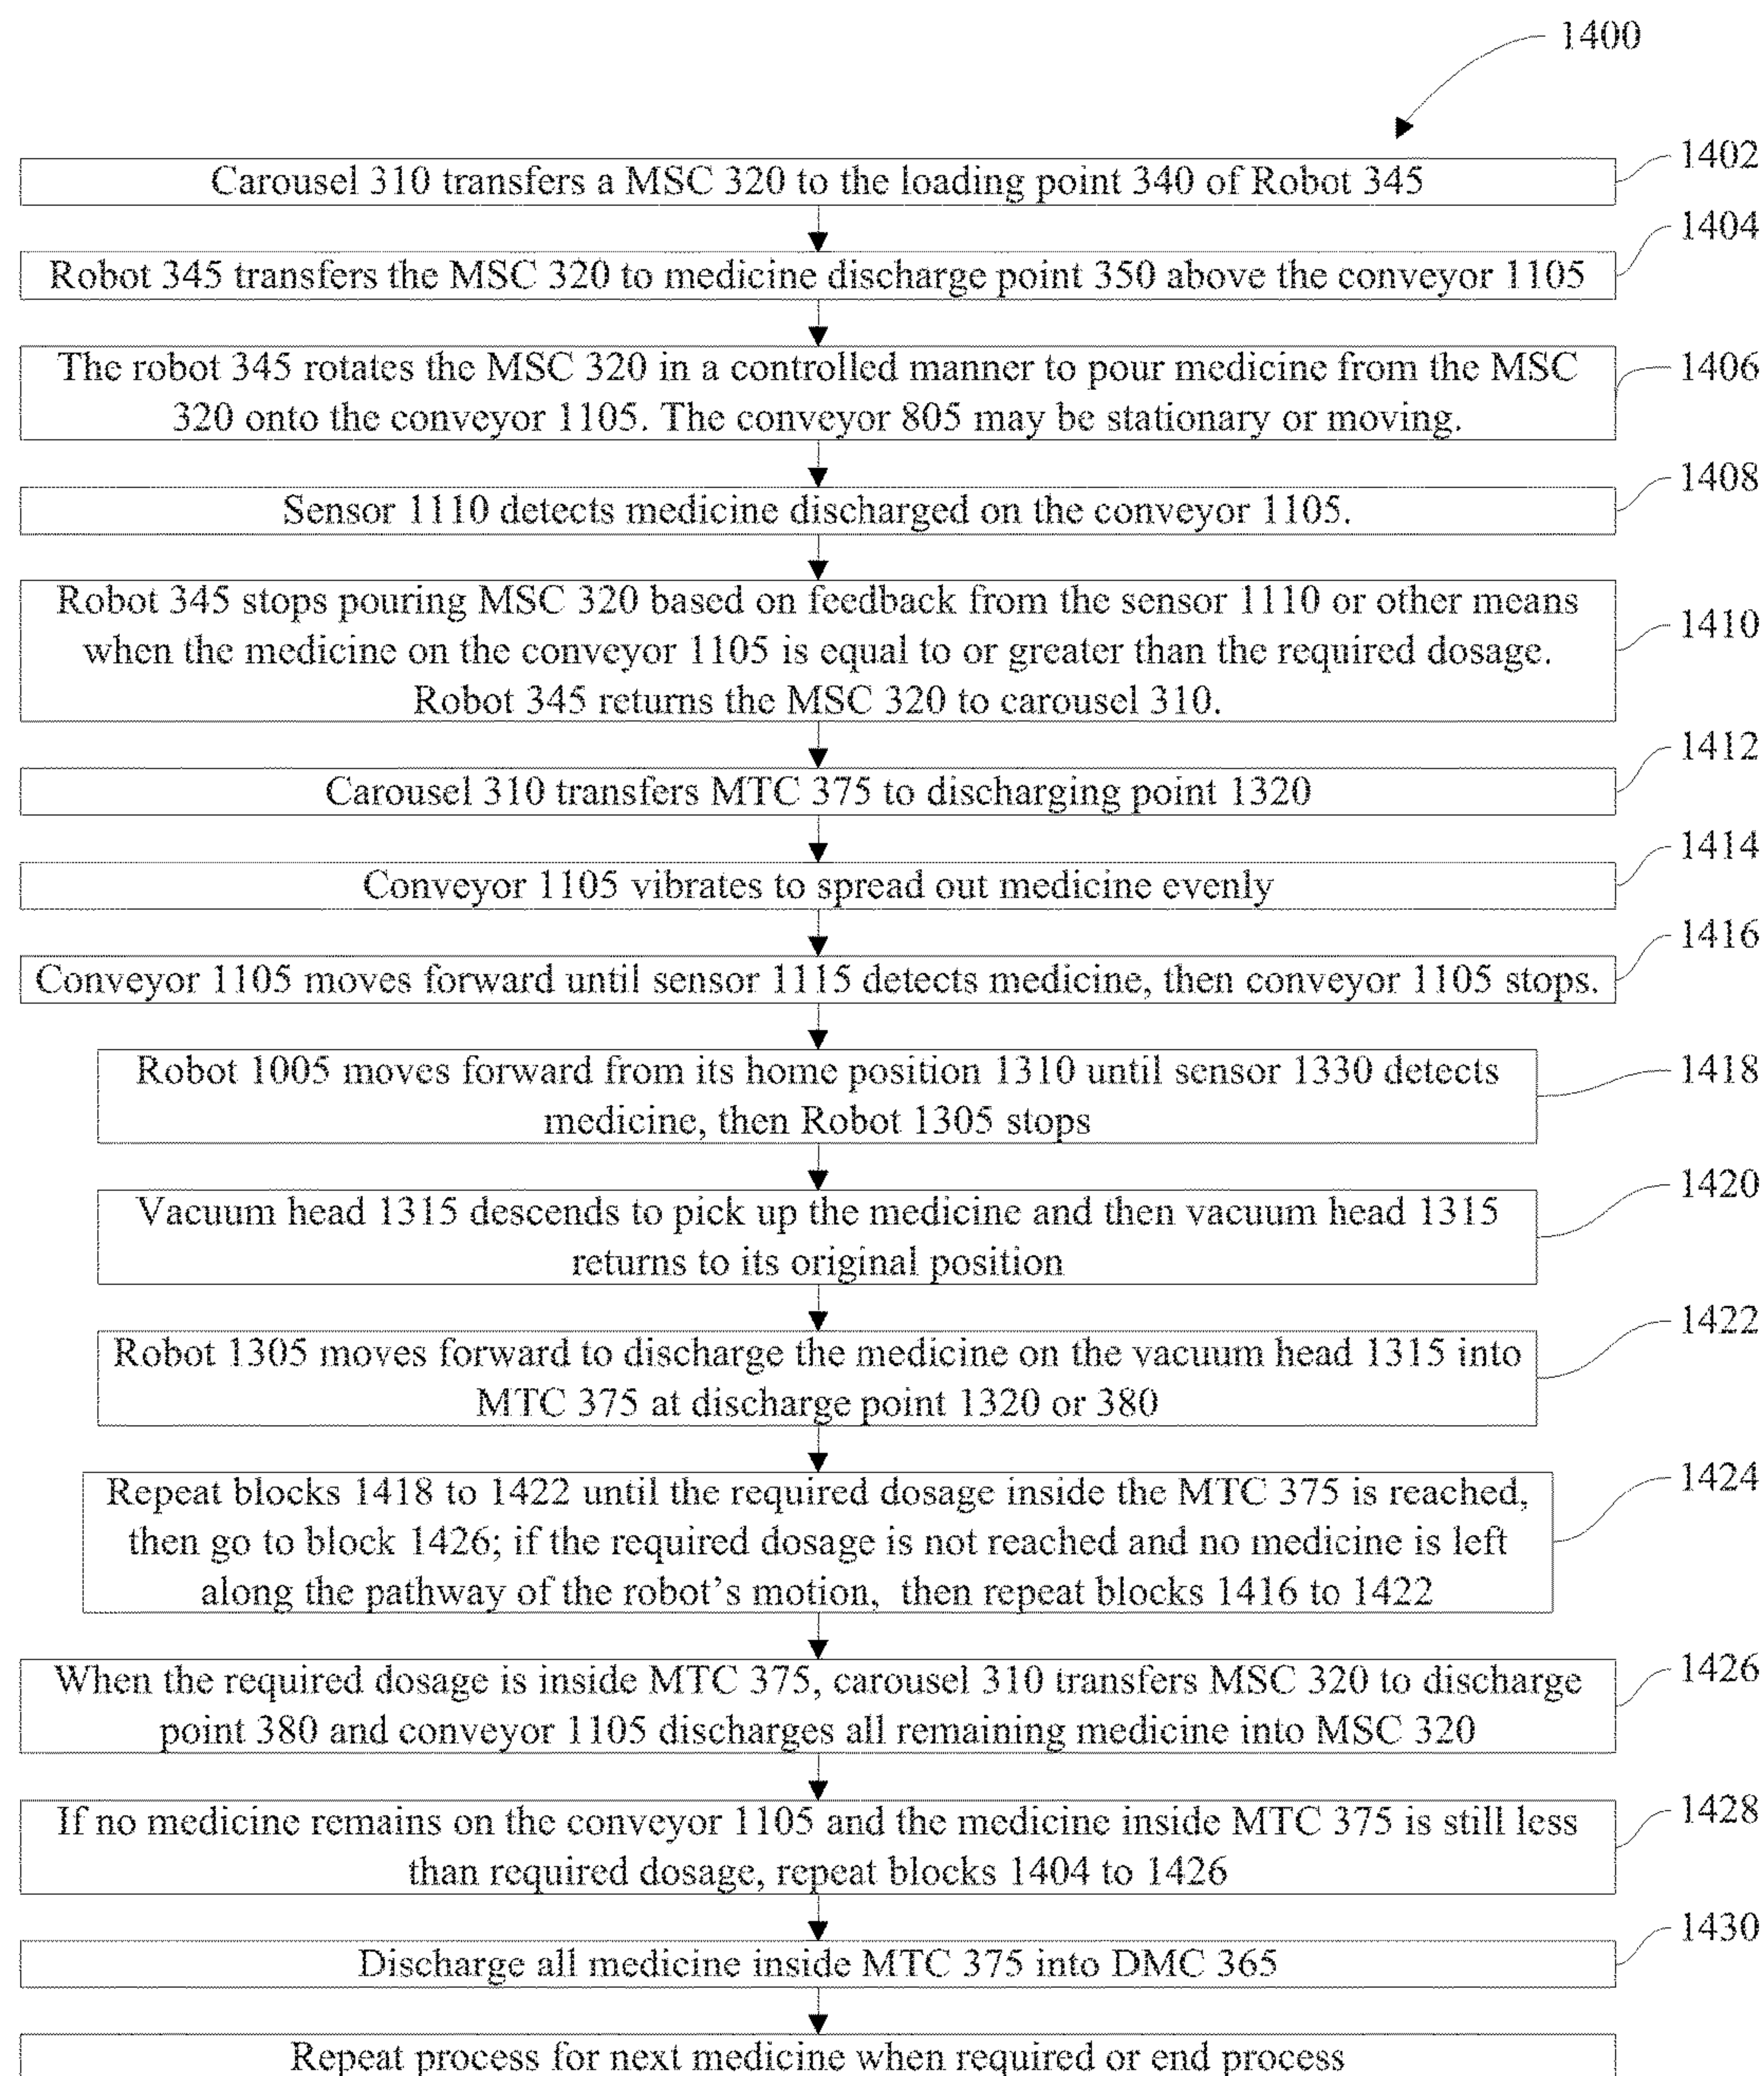 1400
Carousel 310 transfers a MSC 320 to the loading point 340 of Robot 345
1402
Robot 345 transfers the MSC 320 to medicine discharge point 350 above the conveyor 1105
1404
The robot 345 rotates the MSC 320 in a controlled manner to pour medicine from the MSC
320 onto the conveyor 1105. The conveyor 805 may be stationary or moving.
1406
Sensor 1110 detects medicine discharged on the conveyor 1105.
1408
Robot 345 stops pouring MSC 320 based on feedback from the sensor 1110 or other means
when the medicine on the conveyor 1105 is equal to or greater than the required dosage.
Robot 345 returns the MSC 320 to carousel 310.
1410
Carousel 310 transfers MTC 375 to discharging point 1320
1412
Conveyor 1105 vibrates to spread out medicine evenly
1414
Conveyor 1105 moves forward until sensor 1115 detects medicine, then conveyor 1105 stops.
1416
Robot 1005 moves forward from its home position 1310 until sensor 1330 detects
medicine, then Robot 1305 stops
1418
Vacuum head 1315 descends to pick up the medicine and then vacuum head 1315
returns to its original position
1420
Robot 1305 moves forward to discharge the medicine on the vacuum head 1315 into
MTC 375 at discharge point 1320 or 380
1422
Repeat blocks 1418 to 1422 until the required dosage inside the MTC 375 is reached,
then go to block 1426; if the required dosage is not reached and no medicine is left
along the pathway of the robot's motion, then repeat blocks 1416 to 1422
1424
When the required dosage is inside MTC 375, carousel 310 transfers MSC 320 to discharge
point 380 and conveyor 1105 discharges all remaining medicine into MSC 320
1426
If no medicine remains on the conveyor 1105 and the medicine inside MTC 375 is still less
than required dosage, repeat blocks 1404 to 1426
1428
Discharge all medicine inside MTC 375 into DMC 365
1430
Repeat process for next medicine when required or end process